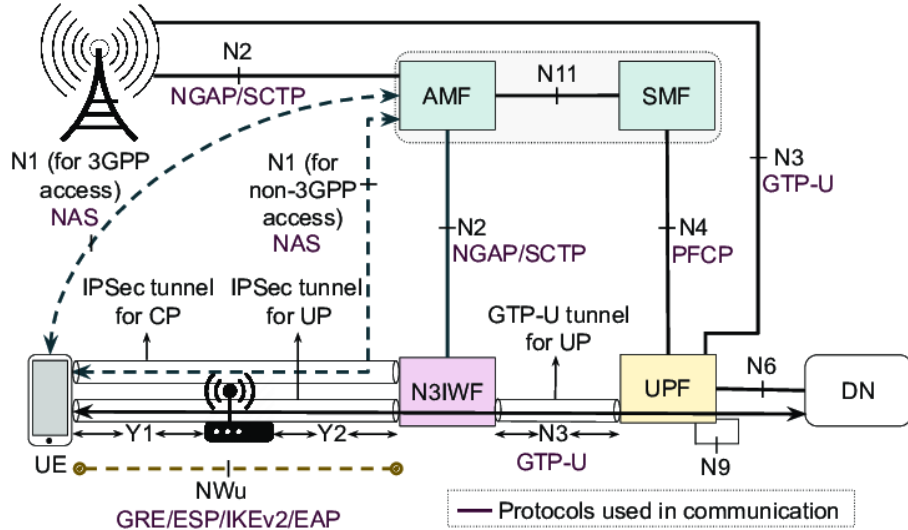 N2
NGAP/SCTP
AMF
N11
SMF
N1 (for 3GPP
access)
NAS
N1 (for
non-3GPP
access)
NAS
N3
GTP-U
N2
NGAP/SCTP
N4
PFCP
IPSec tunnel
for CP
IPSec tunnel
for UP
GTP-U tunnel
for UP
N3IWF
UPF
N6
DN
UE
Y1
Y2
N3
GTP-U
N9
NWu
GRE/ESP/IKEv2/EAP
Protocols used in communication